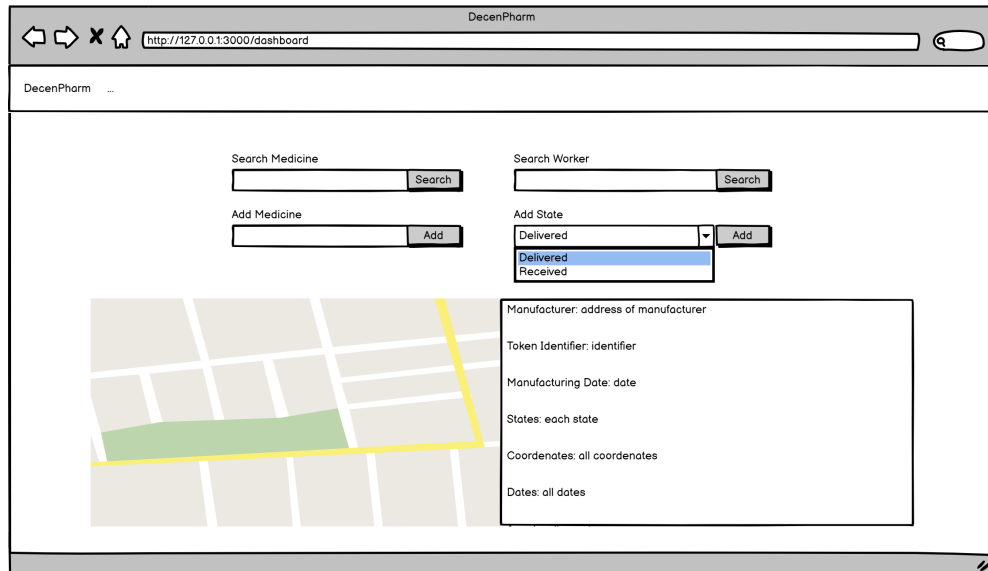 DecenPharm
http://127.0.0.1:3000/dashboard
DecenPharm ...
Search Medicine
Search
Search Worker
Search
Add Medicine
Add
Add State
Delivered
Add
Delivered
Received
Manufacturer: address of manufacturer
Token Identifier: identifier
Manufacturing Date: date
States: each state
Coordenates: all coordenates
Dates: all dates